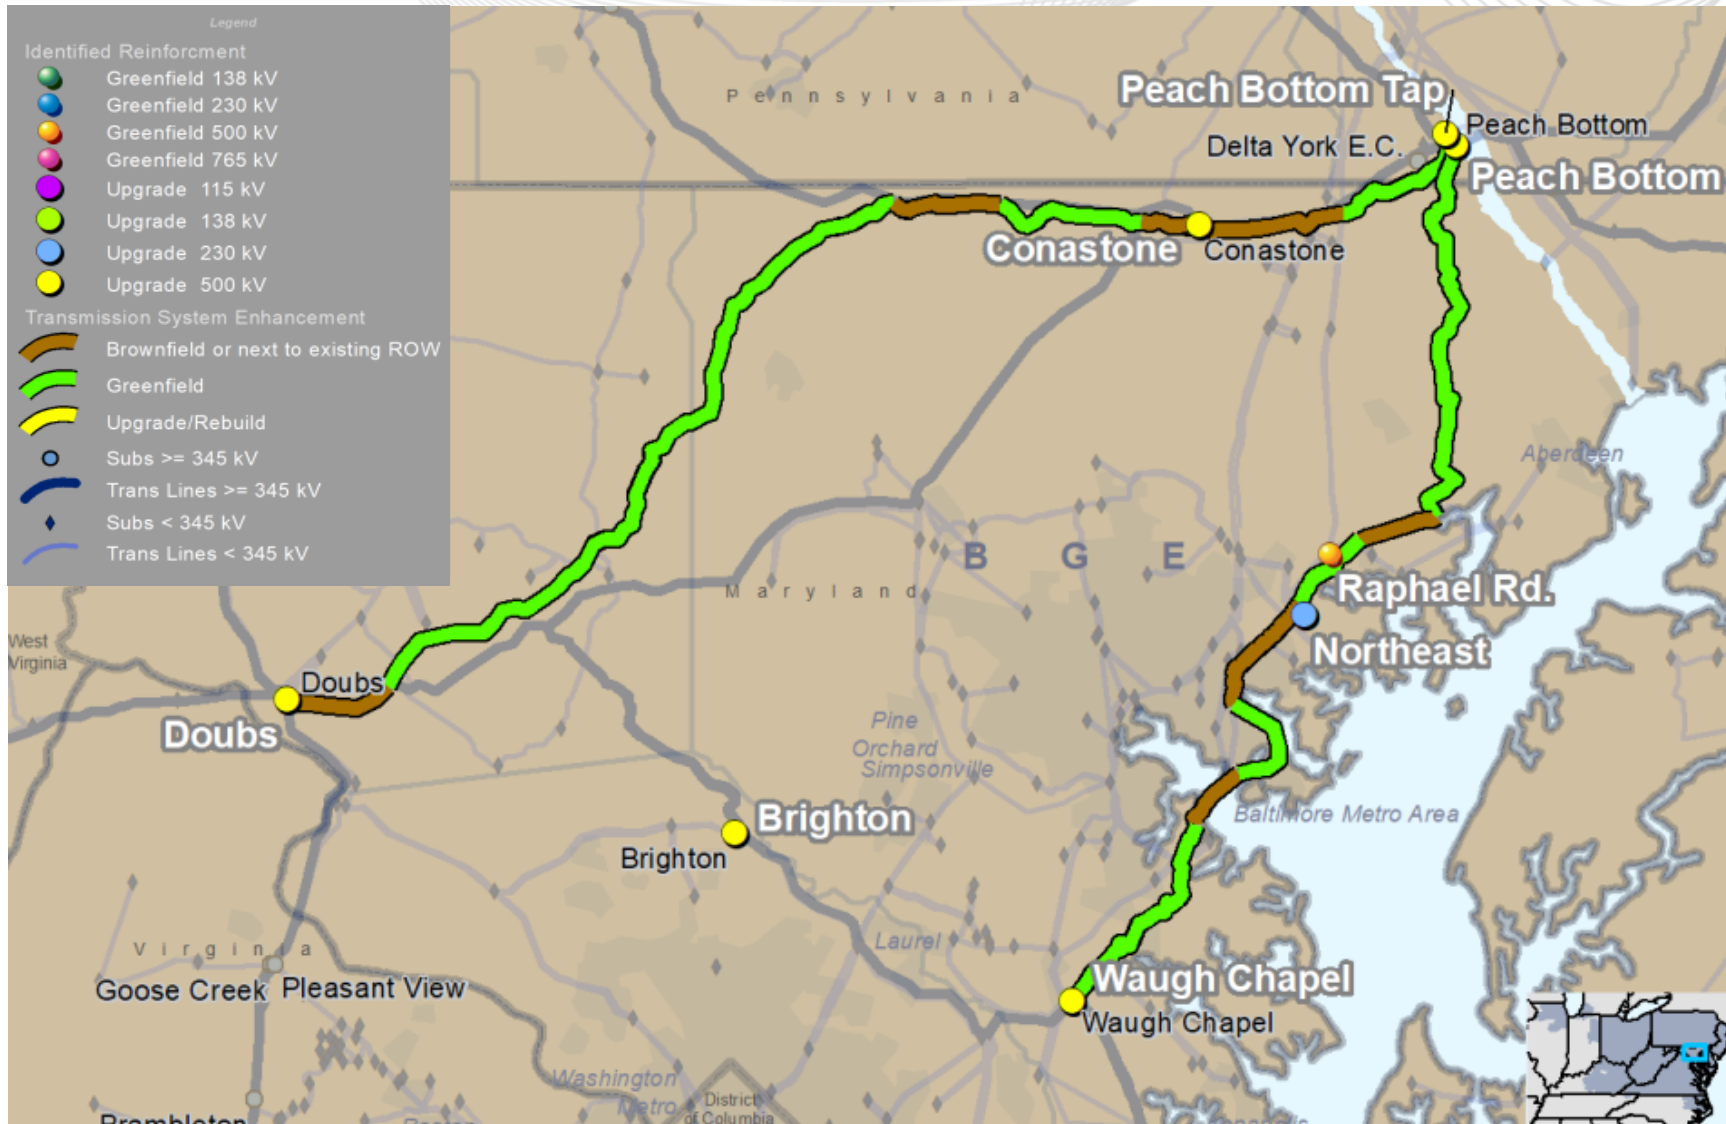 Legend
Identified Reinforcment
Greenfield 138 kV
Greenfield 230 kV
Greenfield 500 kV
Greenfield 765 kV
Upgrade 115 kV
Upgrade 138 kV
Upgrade 230 kV
Upgrade 500 kV
Transmission System Enhancement
Brownfield or next to existing ROW
Greenfield
Upgrade/Rebuild
Subs >= 345 kV
Trans Lines >= 345 kV
Subs < 345 kV
Trans Lines < 345 kV
Pennsylvania
Peach Bottom Tap
Peach Bottom
Delta York E.C.
Peach Bottom
Conastone
Conastone
Aberdeen
B G E
Maryland
Raphael Rd.
Northeast
West
Virginia
Doubs
Doubs
Pine
Orchard
Simpsonville
Baltimore Metro Area
Brighton
Brighton
Laurel
Virginia
Goose Creek
Pleasant View
Waugh Chapel
Waugh Chapel
Washington
Metro
District
of Columbia
Brambleton